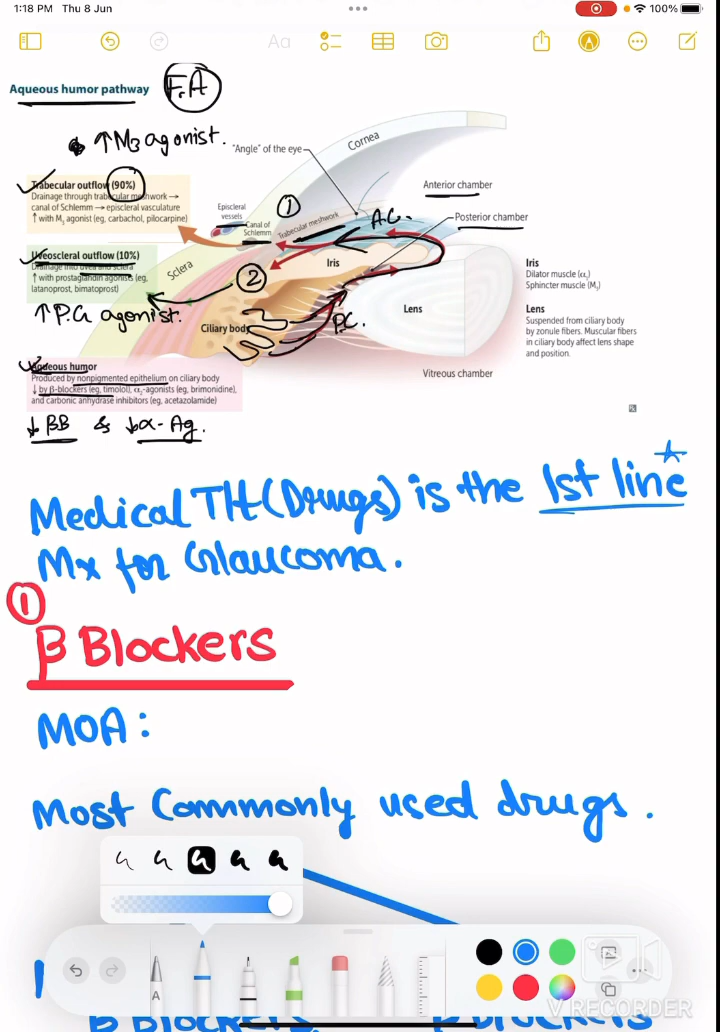 1:18 PM Thu 8 Jun
100%
Aa
Aqueous humor pathway F.A
↑M3 agonist.
"Angle" of the eye
Cornea
Trabecular outflow (90%)
Drainage through trabecular meshwork →
canal of Schlemm → episcleral vasculature
↑ with M3 agonist (eg, carbachol, pilocarpine)
Episcleral
vessels
Canal of
Schlemm
1
Trabecular meshwork
A.C.
Anterior chamber
Posterior chamber
Uveoscleral outflow (10%)
Drainage into uvea and sclera
↑ with prostaglandin agonists (eg,
latanoprost, bimatoprost)
↑P.G agonist.
Sclera
2
Iris
Iris
Dilator muscle (α1)
Sphincter muscle (M3)
Lens
Lens
Suspended from ciliary body
by zonule fibers. Muscular fibers
in ciliary body affect lens shape
and position.
Ciliary body
P.C.
Vitreous chamber
Aqueous humor
Produced by nonpigmented epithelium on ciliary body
↓ by β-blockers (eg, timolol), α2-agonists (eg, brimonidine),
and carbonic anhydrase inhibitors (eg, acetazolamide)
↓ BB & ↓α-Ag.
Medical TH(Drugs) is the 1st line
Mx for Glaucoma.
1
β Blockers
MOA:
Most Commonly used drugs.
A
V RECORDER
β Blockers β Blockers